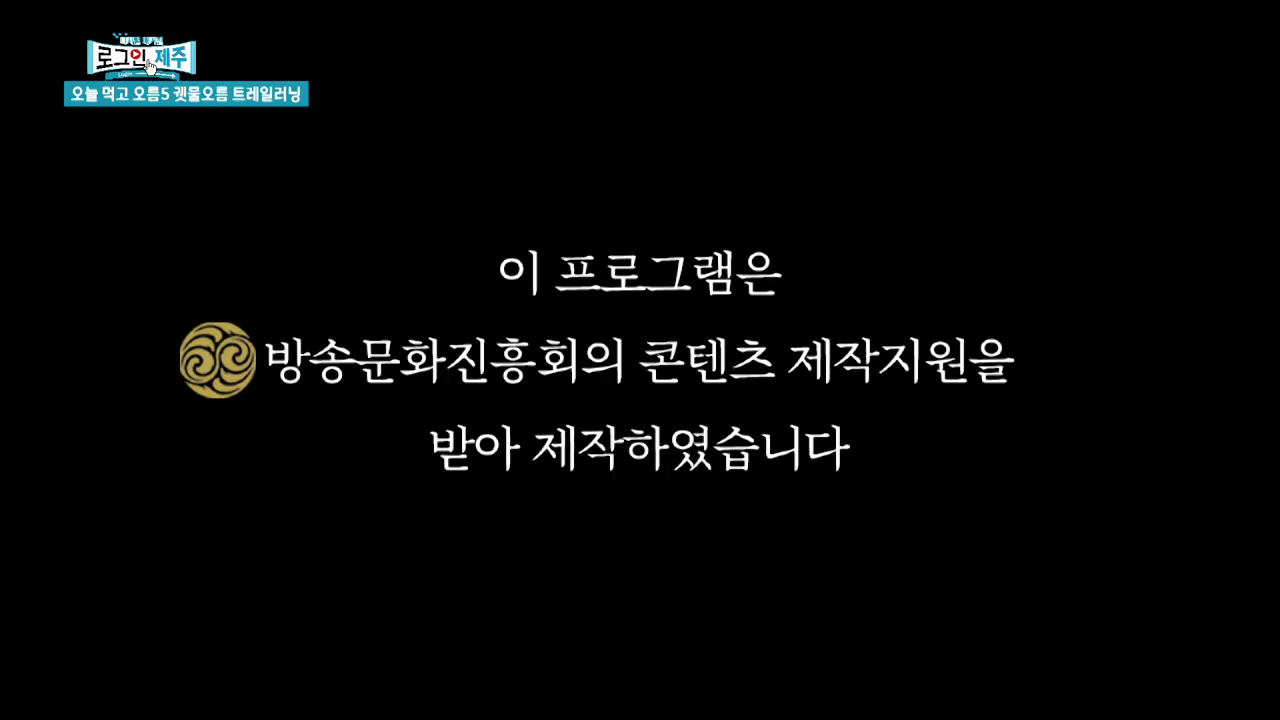 로그인 제주
오늘 먹고 오름5 궷물오름 트레일러닝
이 프로그램은
방송문화진흥회의 콘텐츠 제작지원을
받아 제작하였습니다